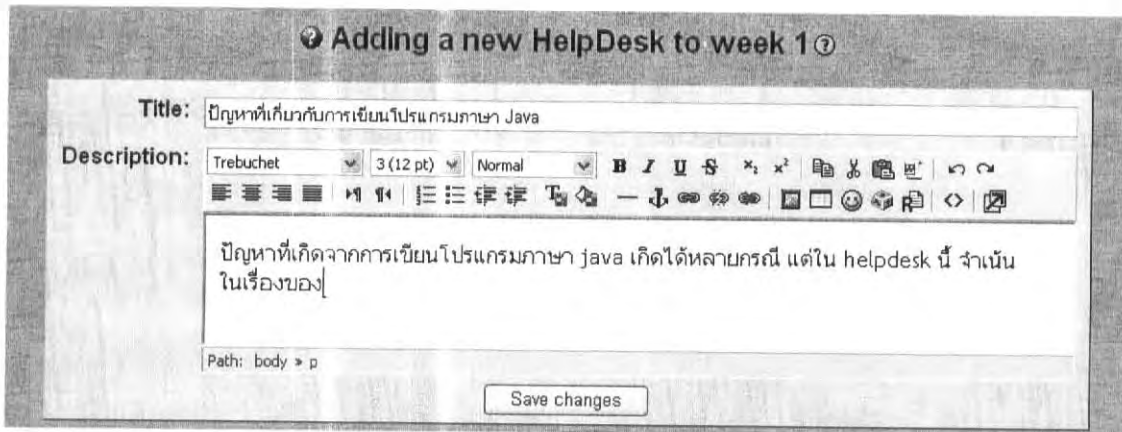 Adding a new HelpDesk to week 1
Title: ปัญหาที่เกี่ยวกับการเขียนโปรแกรมภาษา Java
Description: Trebuchet 3 (12 pt) Normal B I U S x₂ x²
ปัญหาที่เกิดจากการเขียนโปรแกรมภาษา java เกิดได้หลายกรณี แต่ใน helpdesk นี้ จำเน้น
ในเรื่องของ
Path: body » p
Save changes